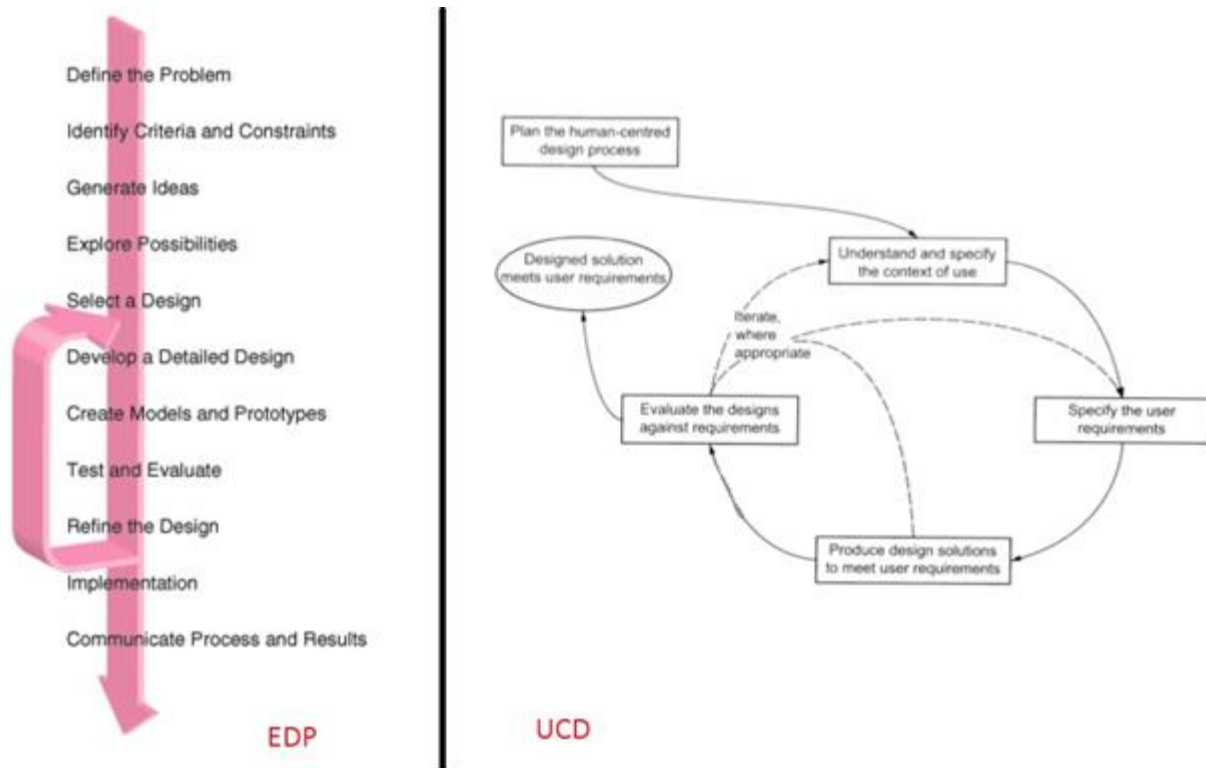 Define the Problem
Identify Criteria and Constraints
Generate Ideas
Explore Possibilities
Select a Design
Develop a Detailed Design
Create Models and Prototypes
Test and Evaluate
Refine the Design
Implementation
Communicate Process and Results
EDP
Plan the human-centred
design process
Designed solution
meets user requirements
Understand and specify
the context of use
Iterate,
where
appropriate
Evaluate the designs
against requirements
Specify the user
requirements
Produce design solutions
to meet user requirements
UCD